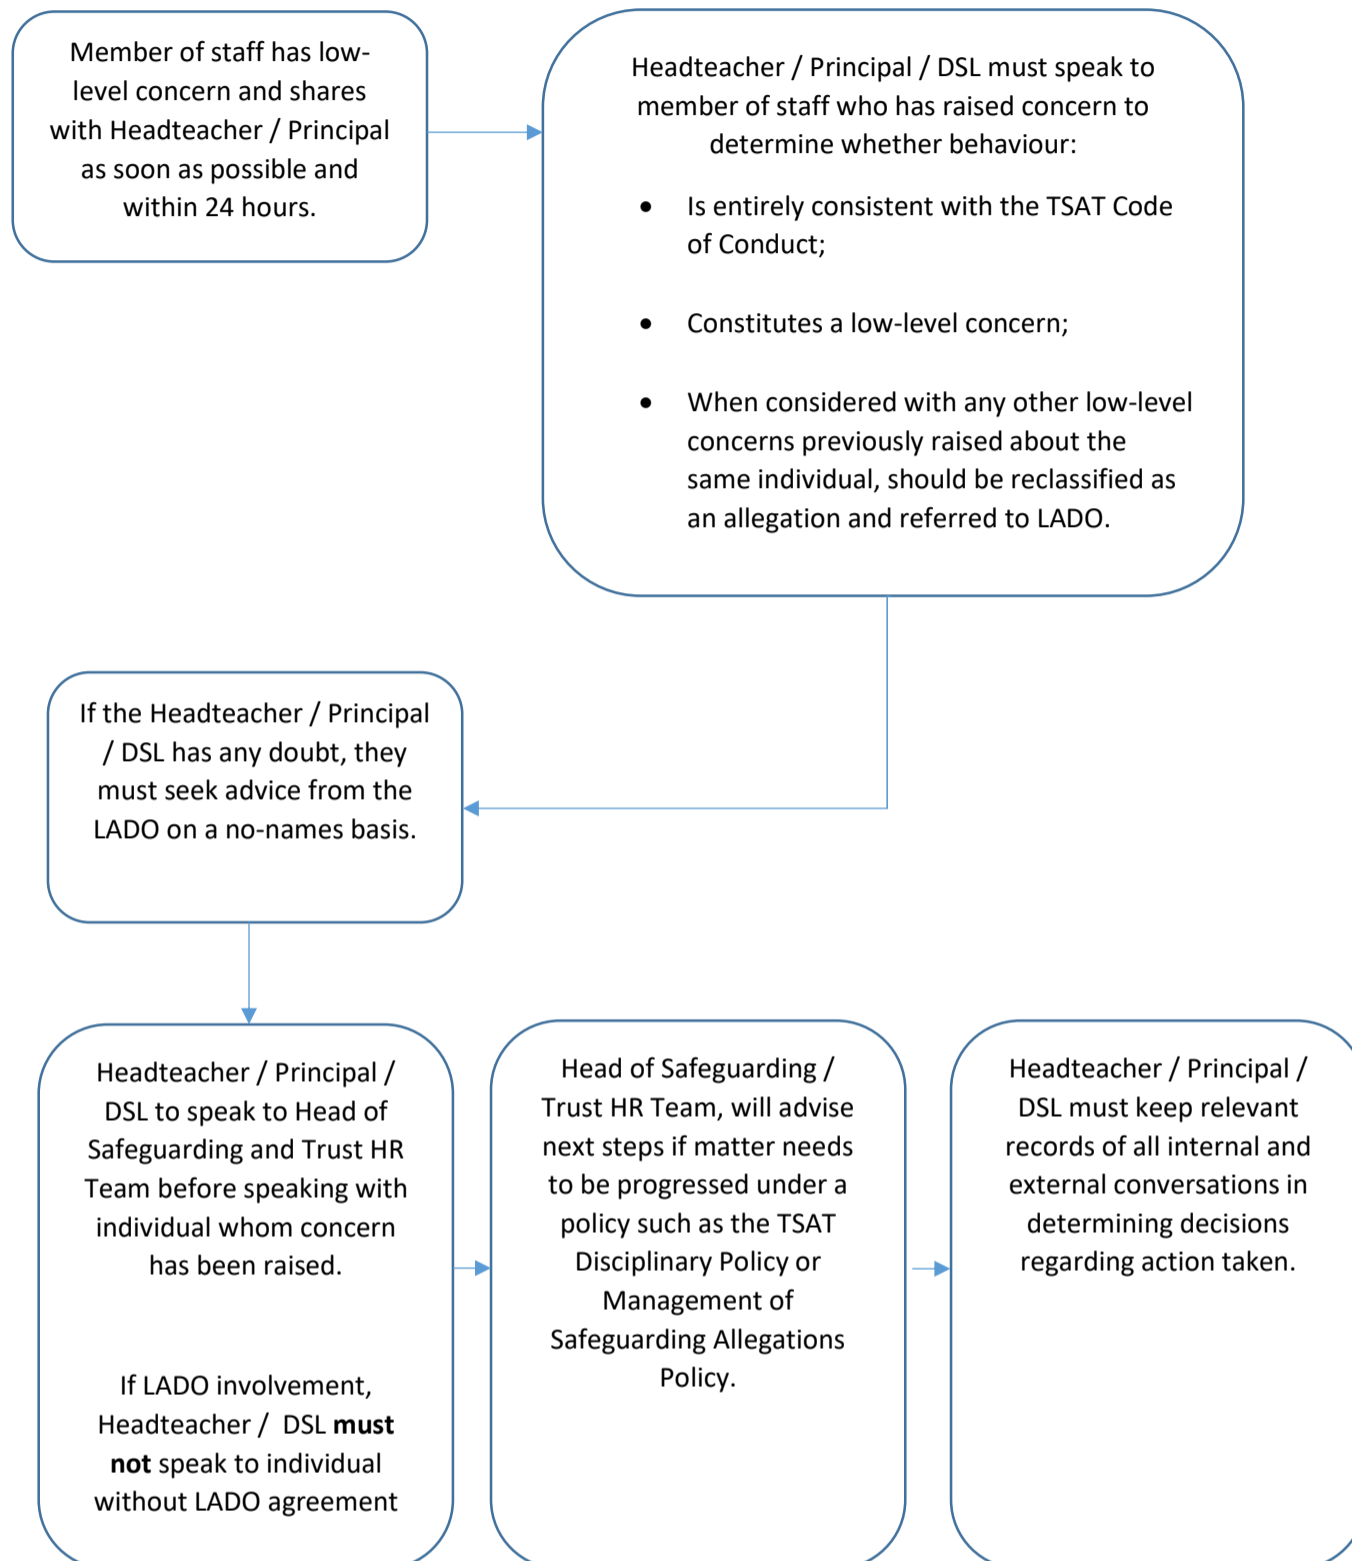 Member of staff has low-
level concern and shares
with Headteacher / Principal
as soon as possible and
within 24 hours.
Headteacher / Principal / DSL must speak to
member of staff who has raised concern to
determine whether behaviour:
• Is entirely consistent with the TSAT Code
of Conduct;
• Constitutes a low-level concern;
• When considered with any other low-level
concerns previously raised about the
same individual, should be reclassified as
an allegation and referred to LADO.
If the Headteacher / Principal
/ DSL has any doubt, they
must seek advice from the
LADO on a no-names basis.
Headteacher / Principal /
DSL to speak to Head of
Safeguarding and Trust HR
Team before speaking with
individual whom concern
has been raised.
If LADO involvement,
Headteacher / DSL must
not speak to individual
without LADO agreement
Head of Safeguarding /
Trust HR Team, will advise
next steps if matter needs
to be progressed under a
policy such as the TSAT
Disciplinary Policy or
Management of
Safeguarding Allegations
Policy.
Headteacher / Principal /
DSL must keep relevant
records of all internal and
external conversations in
determining decisions
regarding action taken.